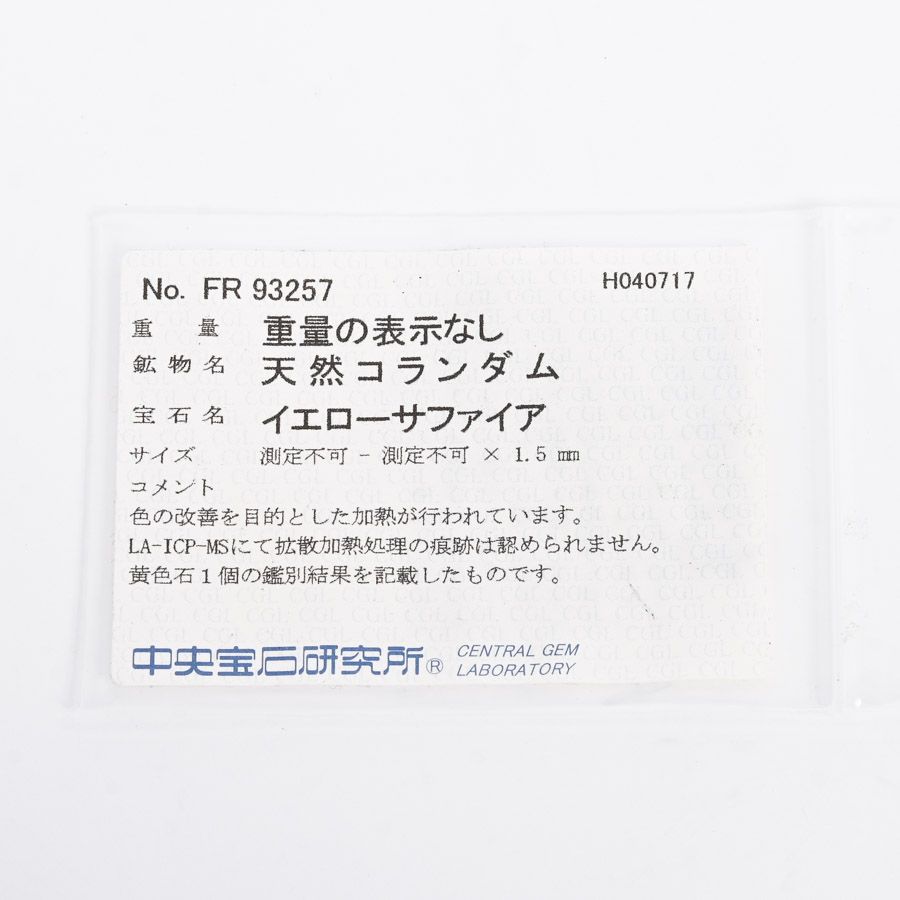 No. FR 93257 H040717
重量 重量の表示なし
鉱物名 天然コランダム
宝石名 イエローサファイア
サイズ 測定不可 - 測定不可 × 1.5 mm
コメント
色の改善を目的とした加熱が行われています。
LA-ICP-MSにて拡散加熱処理の痕跡は認められません。
黄色石1個の鑑別結果を記載したものです。
中央宝石研究所® CENTRAL GEM
LABORATORY